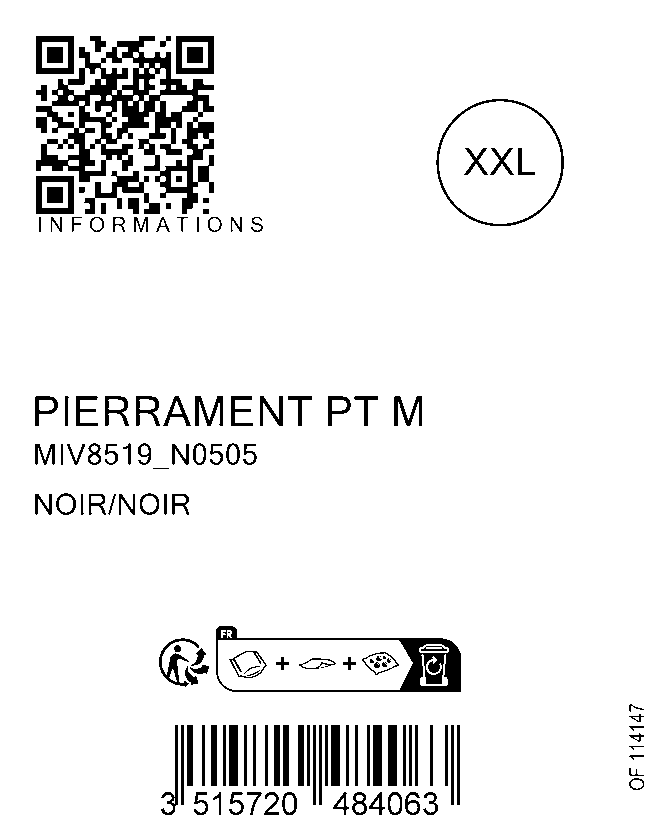 INFORMATIONS
XXL
PIERRAMENT PT M
MIV8519_N0505
NOIR/NOIR
FR
3 515720 484063
OF 114147